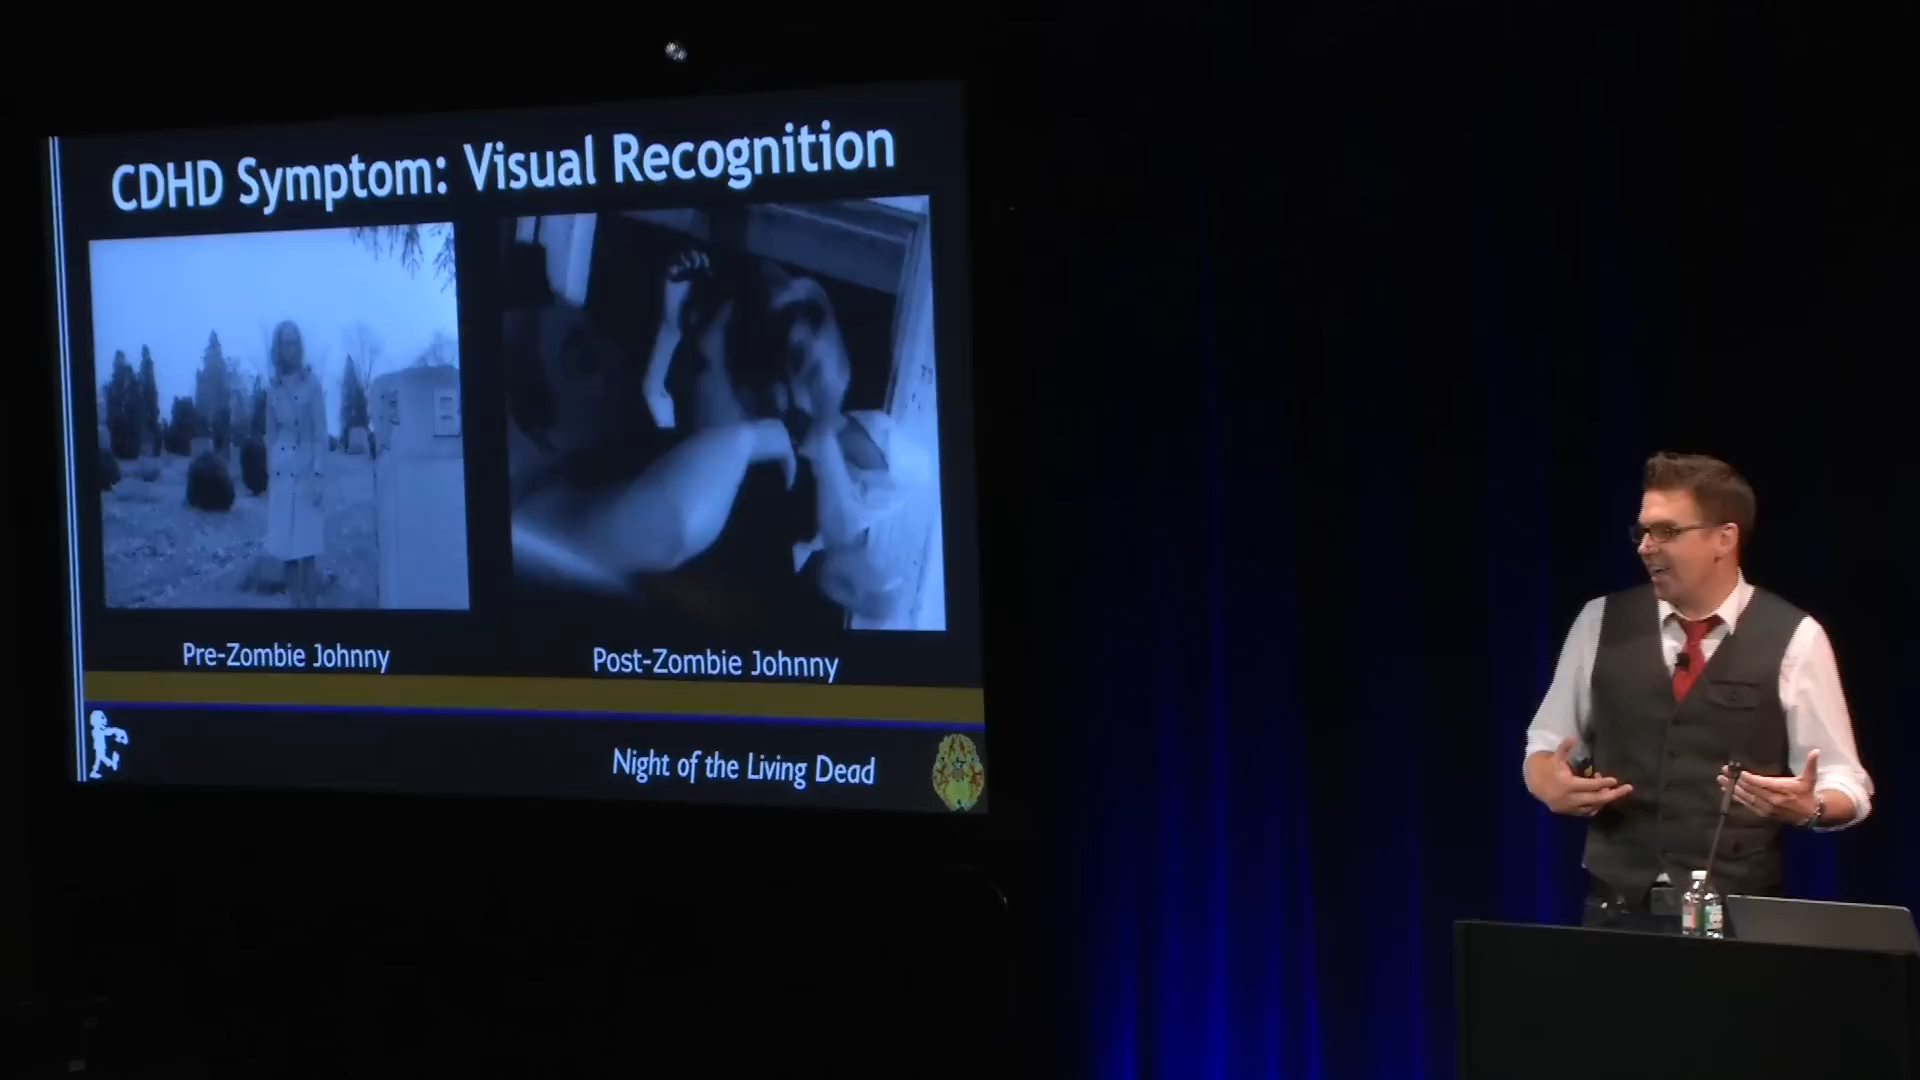 CDHD Symptom: Visual Recognition
Pre-Zombie Johnny
Post-Zombie Johnny
Night of the Living Dead